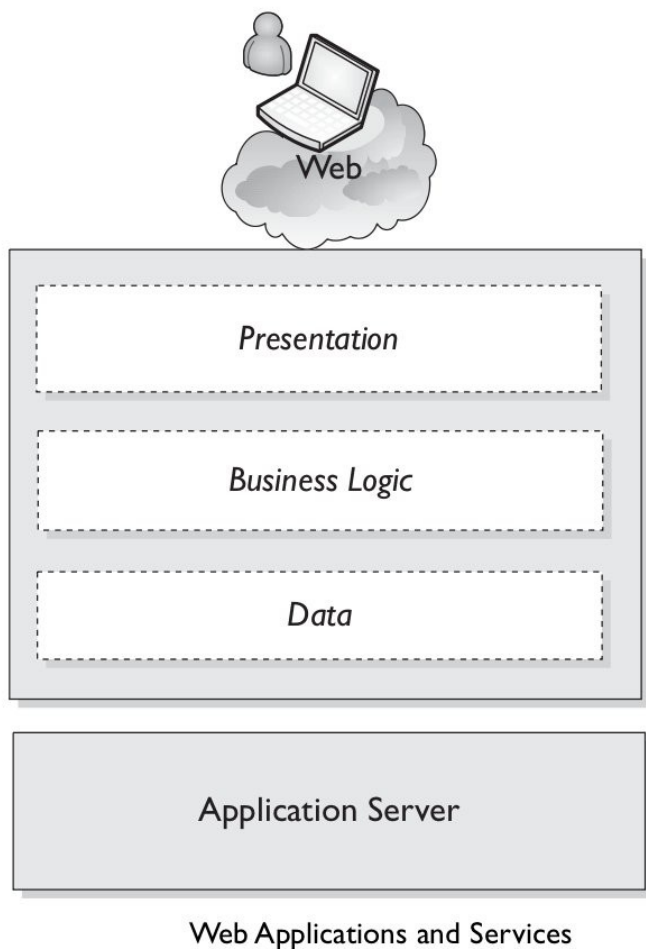 Web
Presentation
Business Logic
Data
Application Server
Web Applications and Services